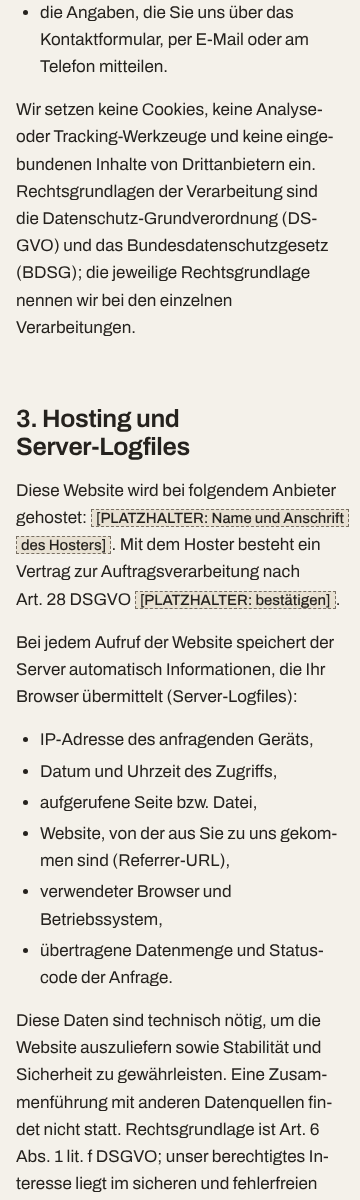 die Angaben, die Sie uns über das
Kontaktformular, per E-Mail oder am
Telefon mitteilen.
Wir setzen keine Cookies, keine Analyse-
oder Tracking-Werkzeuge und keine einge-
bundenen Inhalte von Drittanbietern ein.
Rechtsgrundlagen der Verarbeitung sind
die Datenschutz-Grundverordnung (DS-
GVO) und das Bundesdatenschutzgesetz
(BDSG); die jeweilige Rechtsgrundlage
nennen wir bei den einzelnen
Verarbeitungen.
3. Hosting und
Server-Logfiles
Diese Website wird bei folgendem Anbieter
gehostet: [PLATZHALTER: Name und Anschrift
des Hosters]. Mit dem Hoster besteht ein
Vertrag zur Auftragsverarbeitung nach
Art. 28 DSGVO [PLATZHALTER: bestätigen].
Bei jedem Aufruf der Website speichert der
Server automatisch Informationen, die Ihr
Browser übermittelt (Server-Logfiles):
IP-Adresse des anfragenden Geräts,
Datum und Uhrzeit des Zugriffs,
aufgerufene Seite bzw. Datei,
Website, von der aus Sie zu uns gekom-
men sind (Referrer-URL),
verwendeter Browser und
Betriebssystem,
übertragene Datenmenge und Status-
code der Anfrage.
Diese Daten sind technisch nötig, um die
Website auszuliefern sowie Stabilität und
Sicherheit zu gewährleisten. Eine Zusam-
menführung mit anderen Datenquellen fin-
det nicht statt. Rechtsgrundlage ist Art. 6
Abs. 1 lit. f DSGVO; unser berechtigtes In-
teresse liegt im sicheren und fehlerfreien